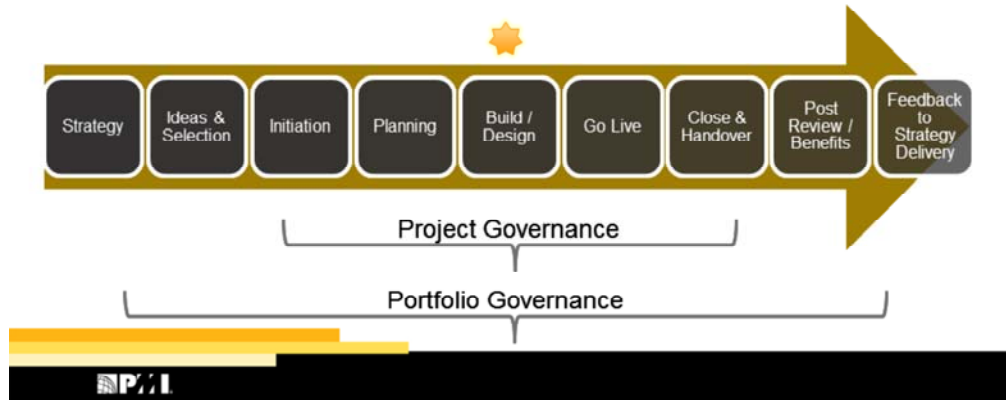 Strategy
Ideas &
Selection
Initiation
Planning
Build /
Design
Go Live
Close &
Handover
Post
Review /
Benefits
Feedback
to
Strategy
Delivery
Project Governance
Portfolio Governance
PMI